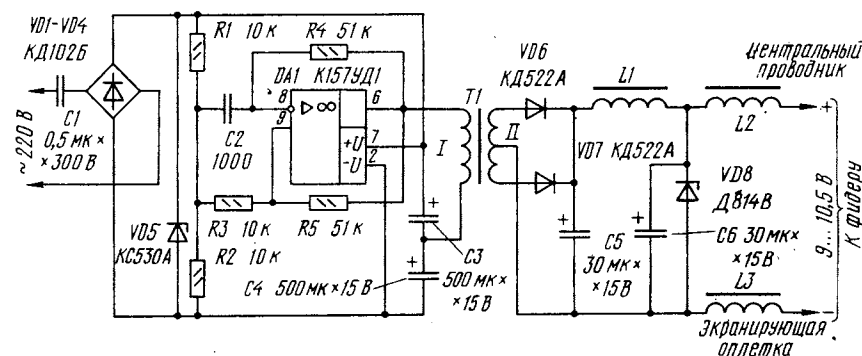 VD1-VD4
КД102Б
C1
0,5 мк ×
× 300 В
~ 220 В
R1 10 к
R4 51 к
DA1 К157УД1
8
9
▷ ∞
6
7
+U
-U
2
C2
1000
R3 10 к
R5 51 к
VD5
КС530А
R2 10 к
C4 500 мк × 15 В
C3
500 мк ×
× 15 В
I
T1
II
VD6
КД522А
VD7 КД522А
L1
Центральный
проводник
L2
+
VD8
Д814В
C5
30 мк ×
× 15 В
C6 30 мк ×
× 15 В
L3
Экранирующая
оплетка
–
9...10,5 В
К фидеру
+
+
+
+